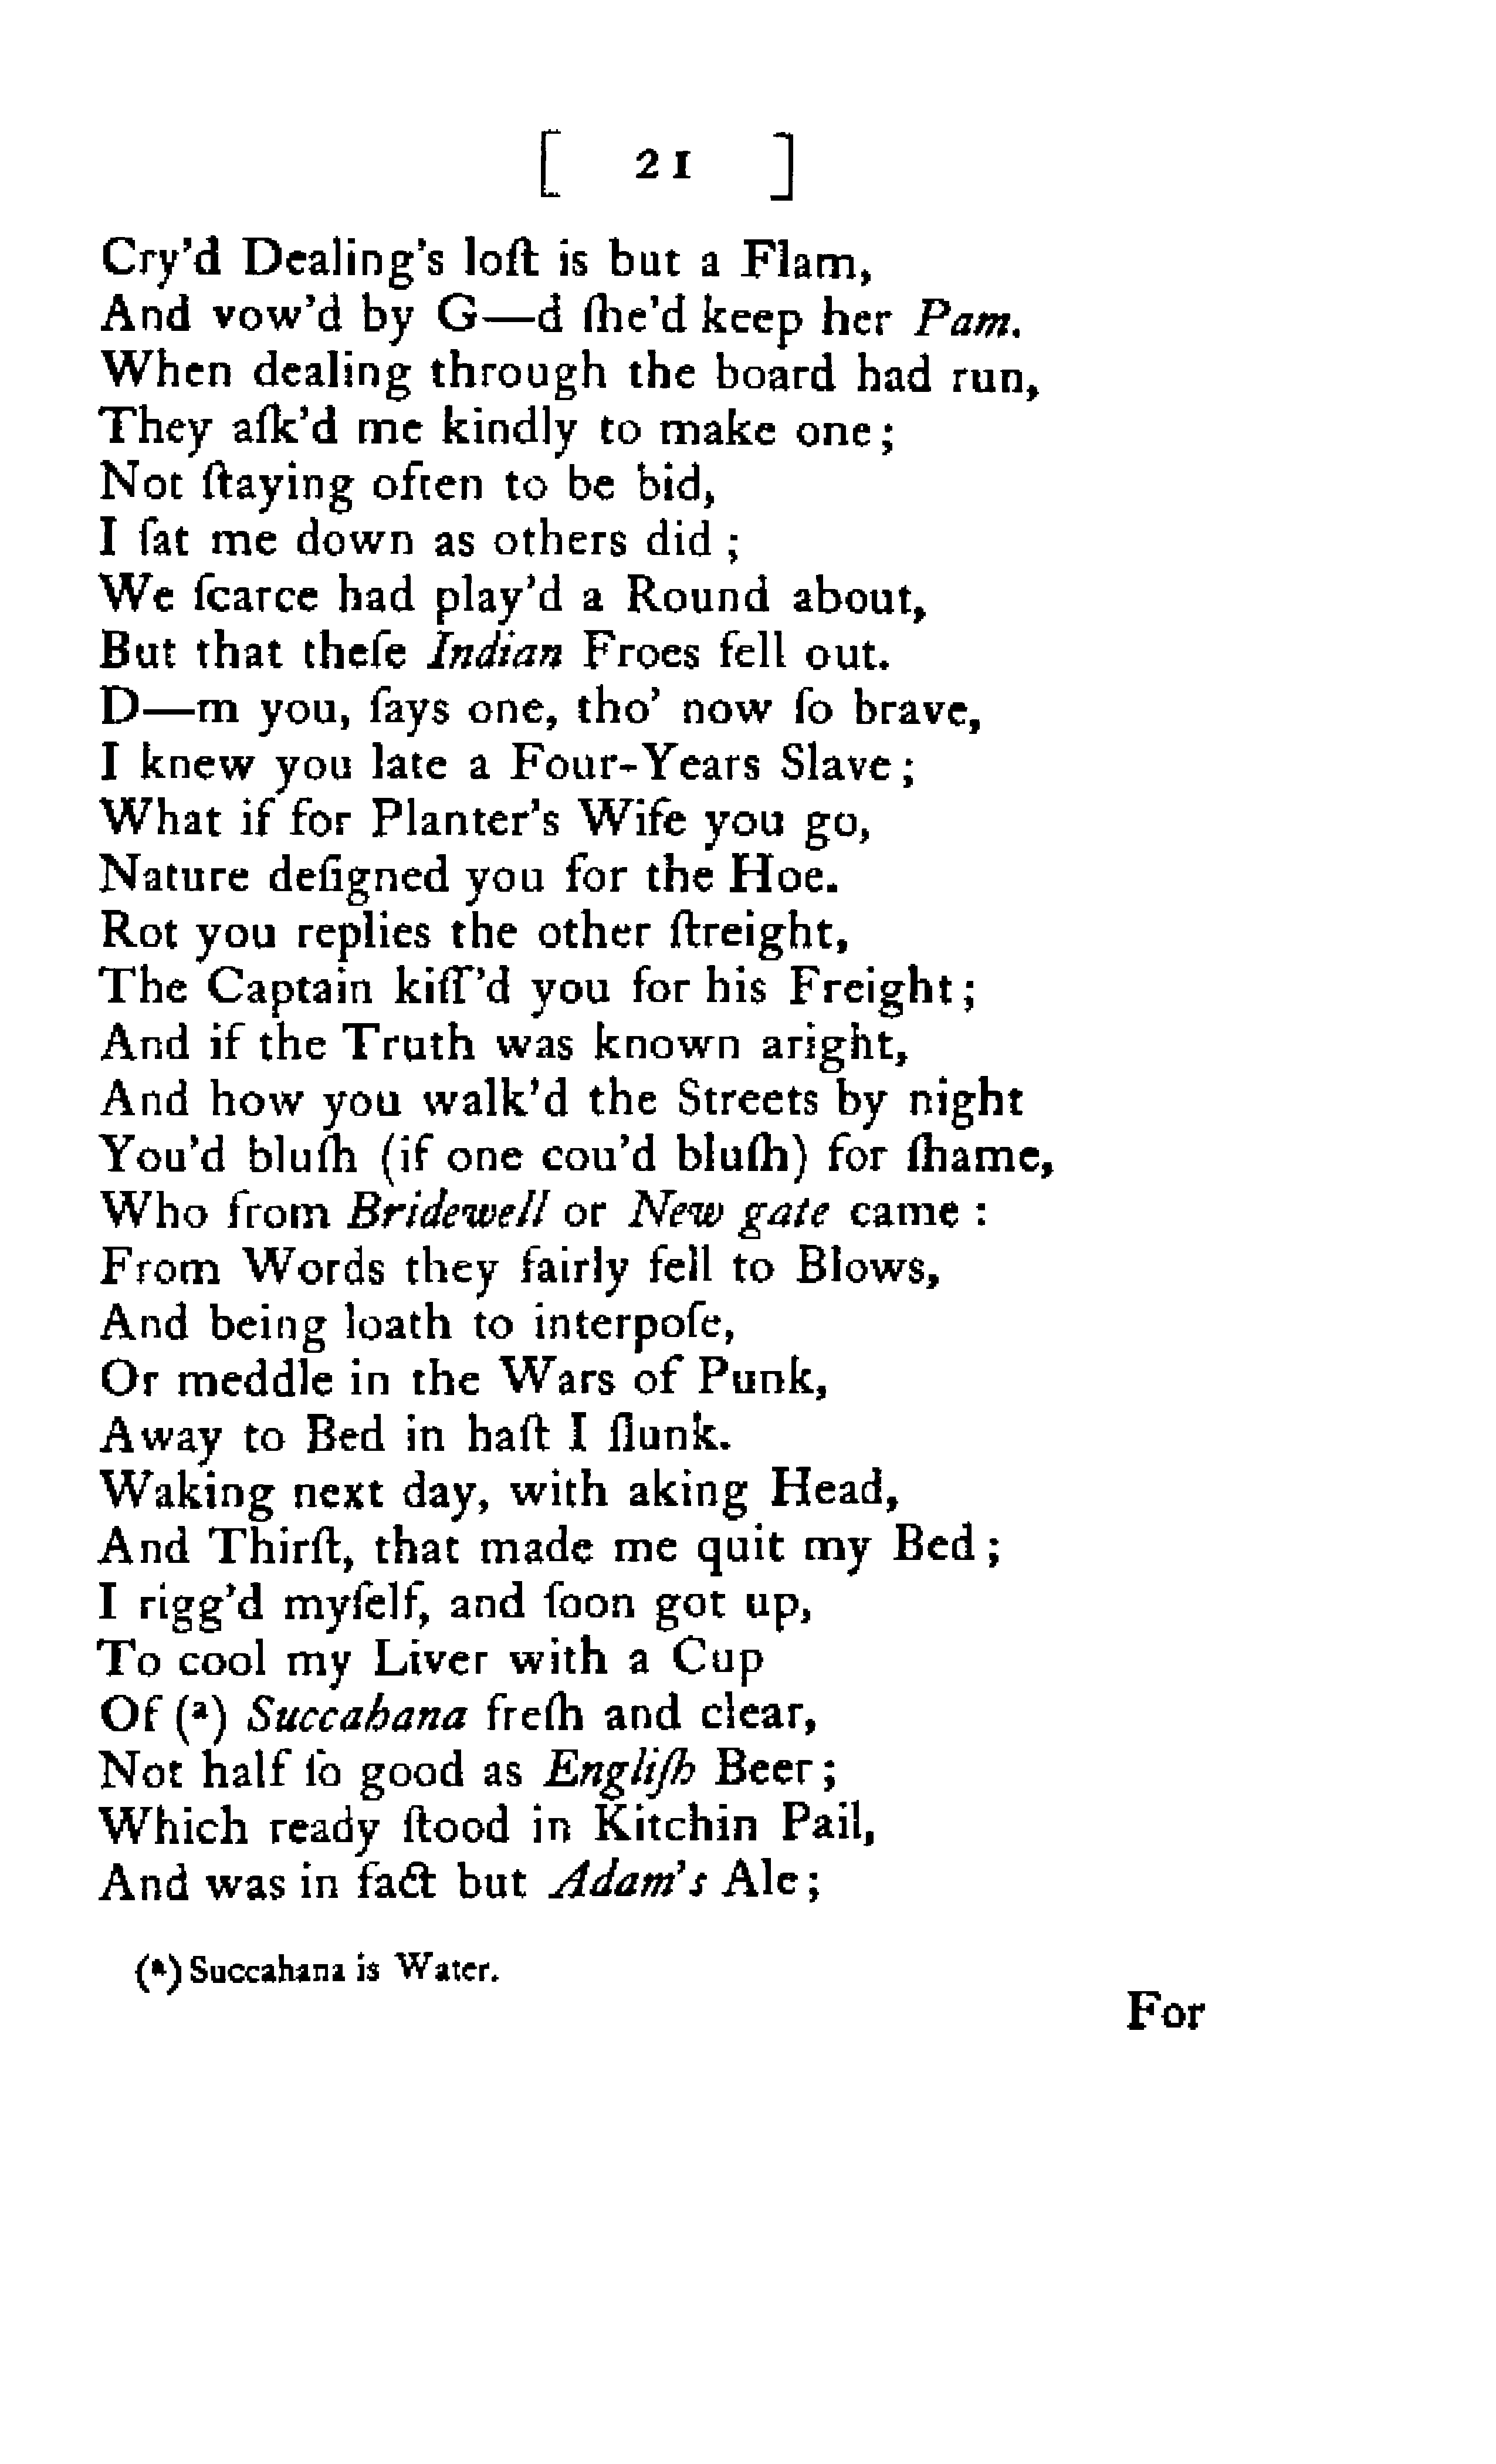 [ 21 ]
Cry'd Dealing's loſt is but a Flam,
And vow'd by G—d ſhe'd keep her Pam.
When dealing through the board had run,
They aſk'd me kindly to make one;
Not ſtaying often to be bid,
I ſat me down as others did ;
We ſcarce had play'd a Round about,
But that theſe Indian Froes fell out.
D—m you, ſays one, tho' now ſo brave,
I knew you late a Four-Years Slave;
What if for Planter's Wife you go,
Nature deſigned you for the Hoe.
Rot you replies the other ſtreight,
The Captain kiſſ'd you for his Freight;
And if the Truth was known aright,
And how you walk'd the Streets by night
You'd bluſh (if one cou'd bluſh) for ſhame,
Who from Bridewell or New gate came :
From Words they fairly fell to Blows,
And being loath to interpoſe,
Or meddle in the Wars of Punk,
Away to Bed in haſt I ſlunk.
Waking next day, with aking Head,
And Thirſt, that made me quit my Bed;
I rigg'd myſelf, and ſoon got up,
To cool my Liver with a Cup
Of (a) Succahana freſh and clear,
Not half ſo good as Engliſh Beer;
Which ready ſtood in Kitchin Pail,
And was in fact but Adam's Ale;
(a) Succahana is Water.
For